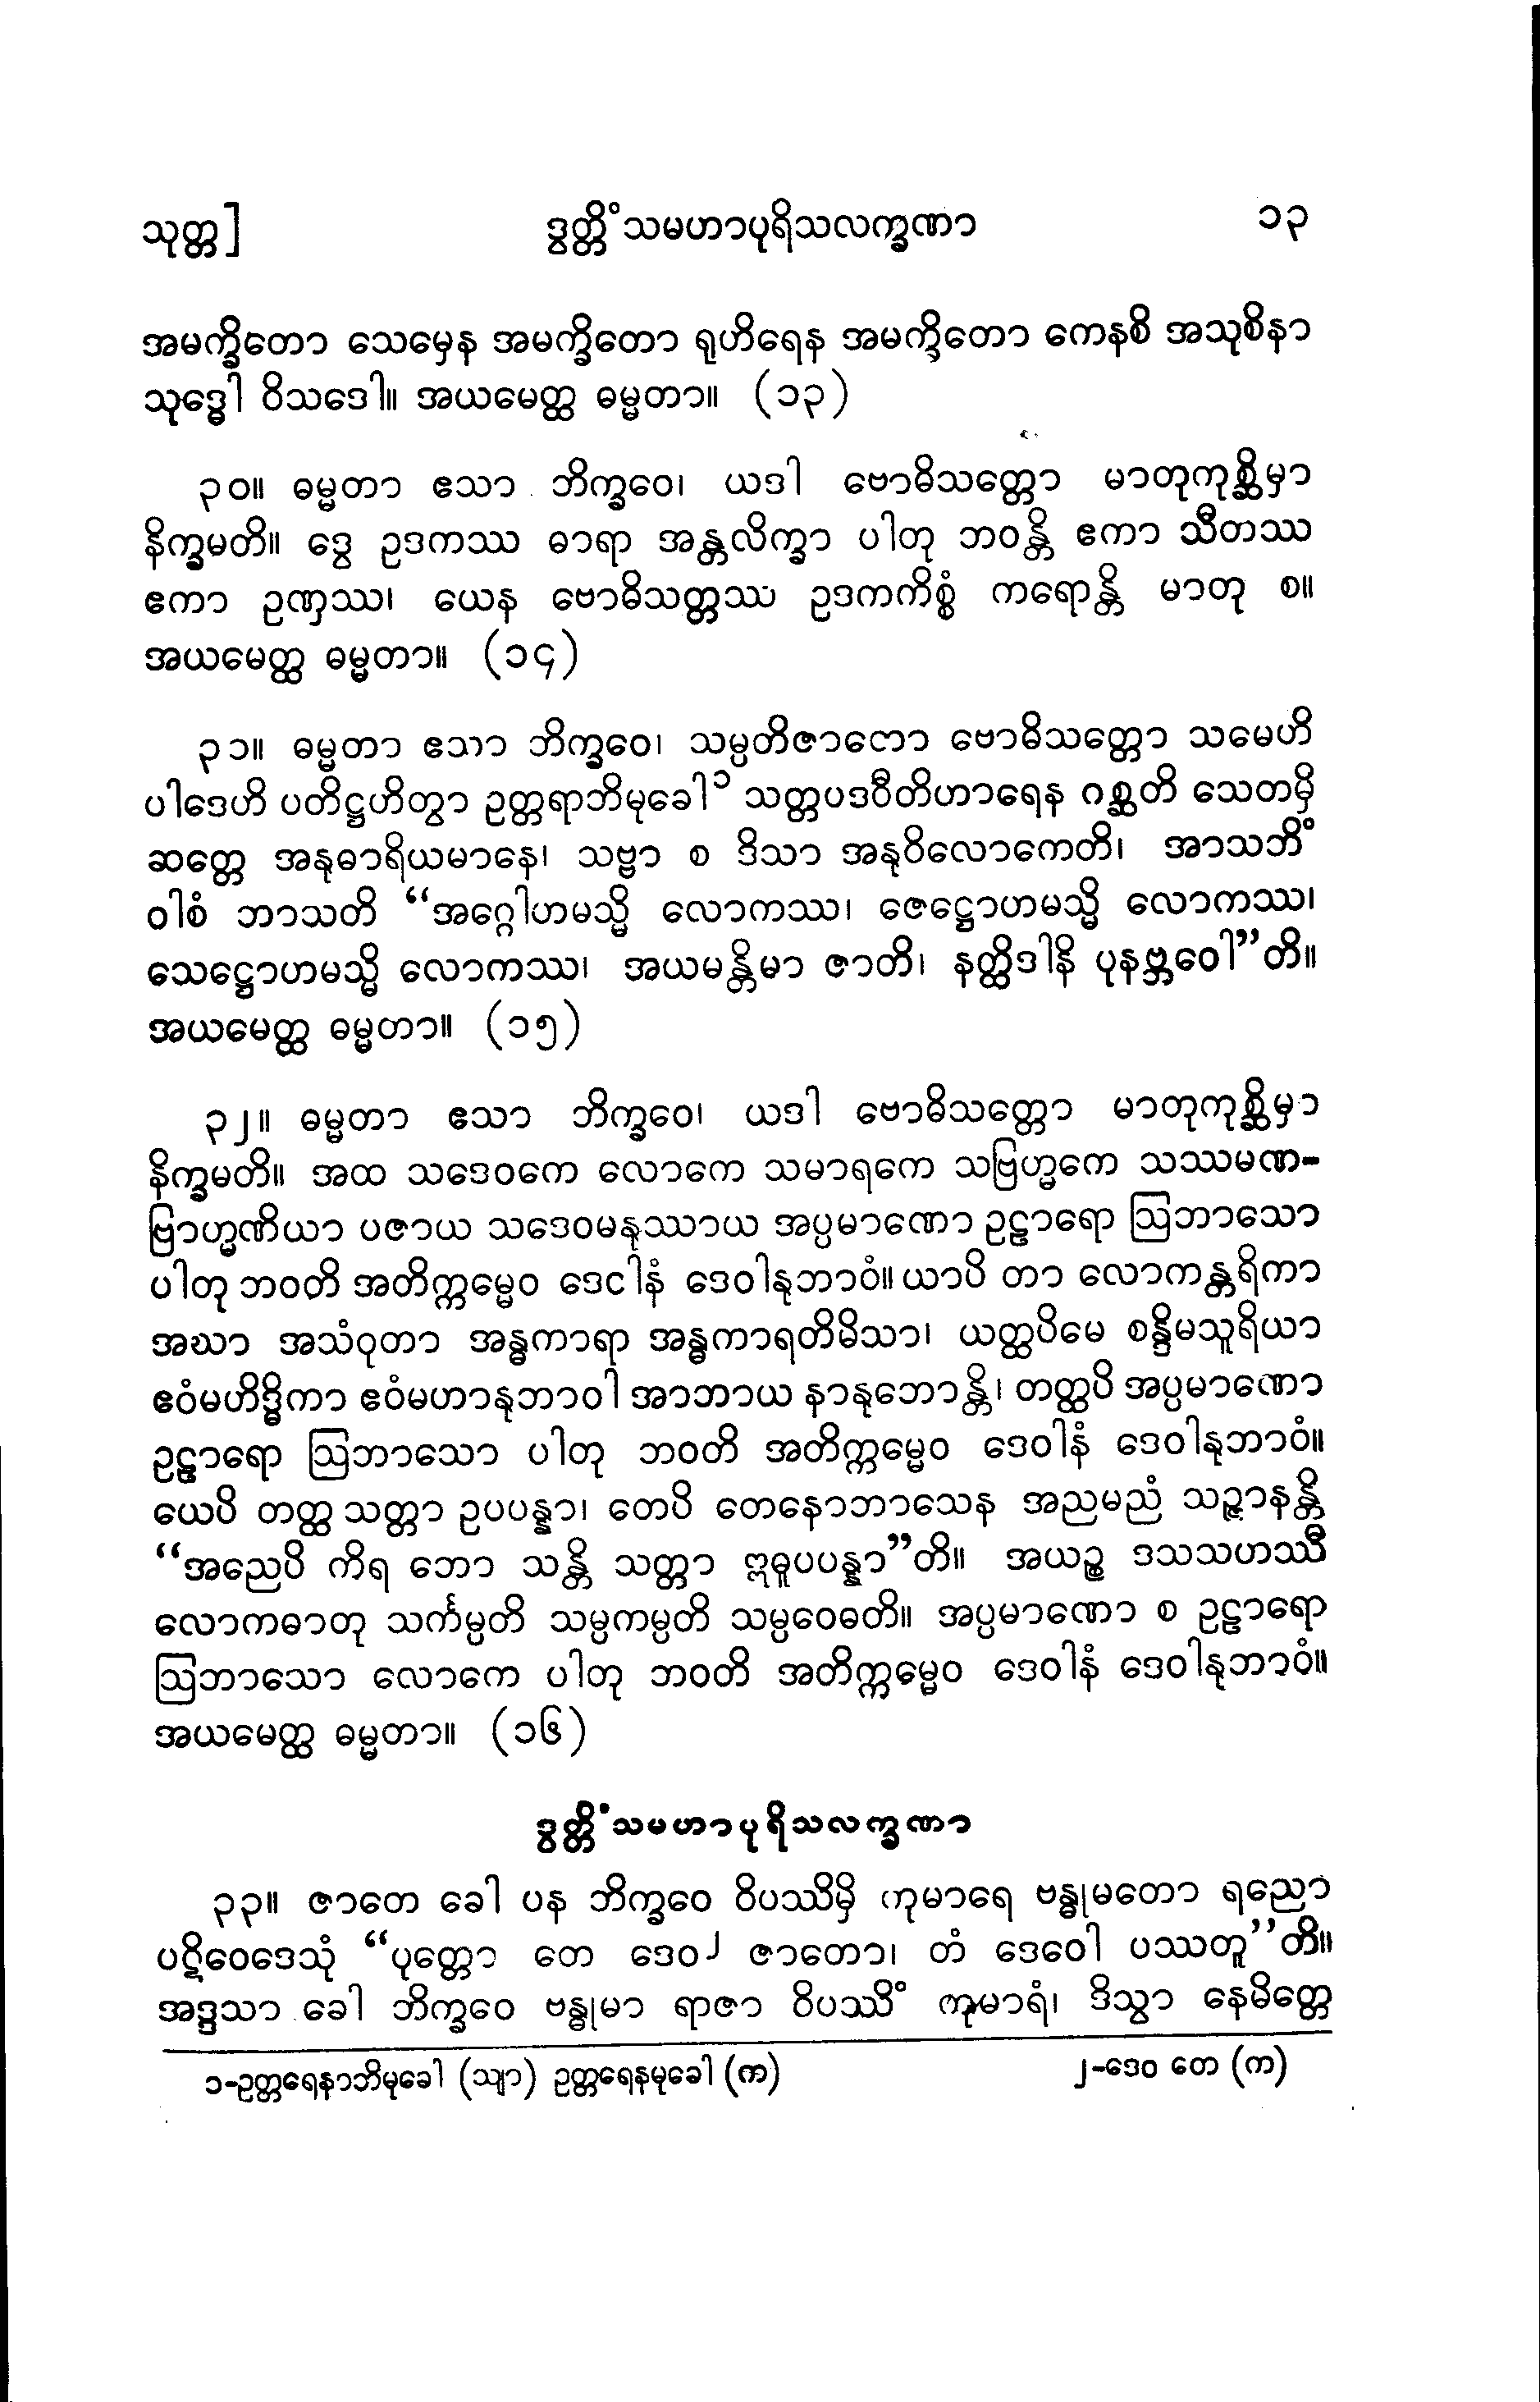 သုတ္တ] ဒွတ္တိံသမဟာပုရိသလက္ခဏာ ၁၃
အမက္ခိတော သေမှေန အမက္ခိတော ရုဟိရေန အမက္ခိတော ကေနစိ အသုစိနာ
သုဒ္ဓေါ ဝိသဒေါ။ အယမေတ္ထ ဓမ္မတာ။ (၁၃)
၃၀။ ဓမ္မတာ ဧသာ ဘိက္ခဝေ၊ ယဒါ ဗောဓိသတ္တော မာတုကုစ္ဆိမှာ
နိက္ခမတိ။ ဒွေ ဥဒကဿ ဓာရာ အန္တလိက္ခာ ပါတု ဘဝန္တိ ဧကာ သီတဿ
ဧကာ ဥဏှဿ၊ ယေန ဗောဓိသတ္တဿ ဥဒကကိစ္စံ ကရောန္တိ မာတု စ။
အယမေတ္ထ ဓမ္မတာ။ (၁၄)
၃၁။ ဓမ္မတာ ဧသာ ဘိက္ခဝေ၊ သမ္ပတိဇာတော ဗောဓိသတ္တော သမေဟိ
ပါဒေဟိ ပတိဋ္ဌဟိတွာ ဥတ္တရာဘိမုခေါ ၁ သတ္တပဒဝီတိဟာရေန ဂစ္ဆတိ သေတမှိ
ဆတ္တေ အနုဓာရိယမာနေ၊ သဗ္ဗာ စ ဒိသာ အနုဝိလောကေတိ၊ အာသဘိံ
ဝါစံ ဘာသတိ “အဂ္ဂေါဟမသ္မိ လောကဿ၊ ဇေဋ္ဌောဟမသ္မိ လောကဿ၊
သေဋ္ဌောဟမသ္မိ လောကဿ၊ အယမန္တိမာ ဇာတိ၊ နတ္ထိဒါနိ ပုနဗ္ဘဝေါ”တိ။
အယမေတ္ထ ဓမ္မတာ။ (၁၅)
၃၂။ ဓမ္မတာ ဧသာ ဘိက္ခဝေ၊ ယဒါ ဗောဓိသတ္တော မာတုကုစ္ဆိမှာ
နိက္ခမတိ။ အထ သဒေဝကေ လောကေ သမာရကေ သဗြဟ္မကေ သဿမဏ-
ဗြာဟ္မဏိယာ ပဇာယ သဒေဝမနုဿာယ အပ္ပမာဏော ဥဠာရော ဩဘာသော
ပါတု ဘဝတိ အတိက္ကမ္မေဝ ဒေဝါနံ ဒေဝါနုဘာဝံ။ ယာပိ တာ လောကန္တရိကာ
အဃာ အသံဝုတာ အန္ဓကာရာ အန္ဓကာရတိမိသာ၊ ယတ္ထပိမေ စန္ဒိမသူရိယာ
ဧဝံမဟိဒ္ဓိကာ ဧဝံမဟာနုဘာဝါ အာဘာယ နာနုဘောန္တိ၊ တတ္ထပိ အပ္ပမာဏော
ဥဠာရော ဩဘာသော ပါတု ဘဝတိ အတိက္ကမ္မေဝ ဒေဝါနံ ဒေဝါနုဘာဝံ။
ယေပိ တတ္ထ သတ္တာ ဥပပန္နာ၊ တေပိ တေနောဘာသေန အညမညံ သဉ္ဇာနန္တိ
“အညေပိ ကိရ ဘော သန္တိ သတ္တာ ဣဓူပပန္နာ”တိ။ အယဉ္စ ဒသသဟဿီ
လောကဓာတု သင်္ကမ္ပတိ သမ္ပကမ္ပတိ သမ္ပဝေဓတိ။ အပ္ပမာဏော စ ဥဠာရော
ဩဘာသော လောကေ ပါတု ဘဝတိ အတိက္ကမ္မေဝ ဒေဝါနံ ဒေဝါနုဘာဝံ။
အယမေတ္ထ ဓမ္မတာ။ (၁၆)
ဒွတ္တိံသမဟာပုရိသလက္ခဏာ
၃၃။ ဇာတေ ခေါ ပန ဘိက္ခဝေ ဝိပဿိမှိ ကုမာရေ ဗန္ဓုမတော ရညော
ပဋိဝေဒေသုံ “ပုတ္တော တေ ဒေဝ ၂ ဇာတော၊ တံ ဒေဝေါ ပဿတူ”တိ။
အဒ္ဒသာ ခေါ ဘိက္ခဝေ ဗန္ဓုမာ ရာဇာ ဝိပဿိံ ကုမာရံ၊ ဒိသွာ နေမိတ္တေ
၁-ဥတ္တရေနာဘိမုခေါ (သျာ) ဥတ္တရေနမုခေါ (က) ၂-ဒေဝ တေ (က)